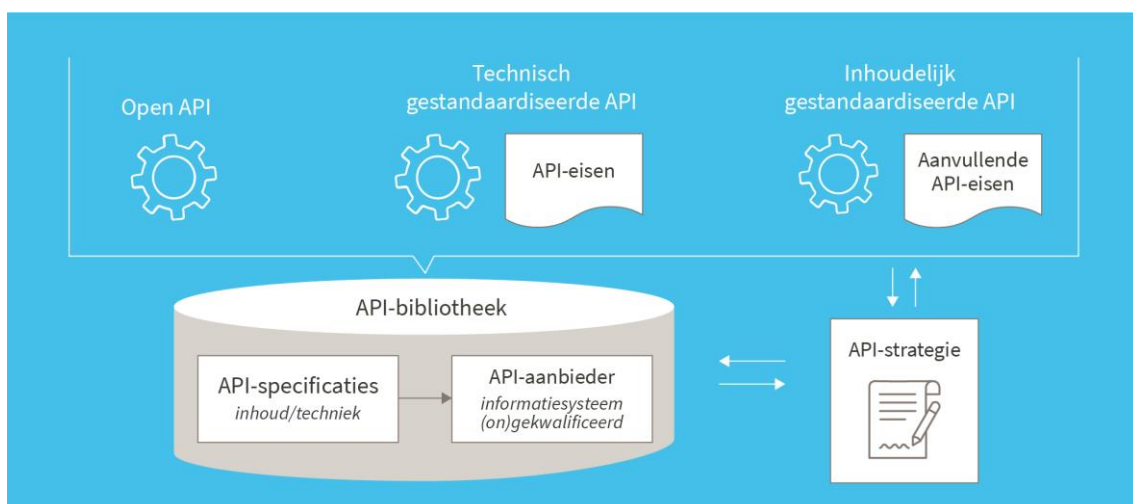 Open API
Technisch
gestandaardiseerde API
API-eisen
Inhoudelijk
gestandaardiseerde API
Aanvullende
API-eisen
API-bibliotheek
API-specificaties
inhoud/techniek
API-aanbieder
informatiesysteem
(on)gekwalificeerd
API-strategie